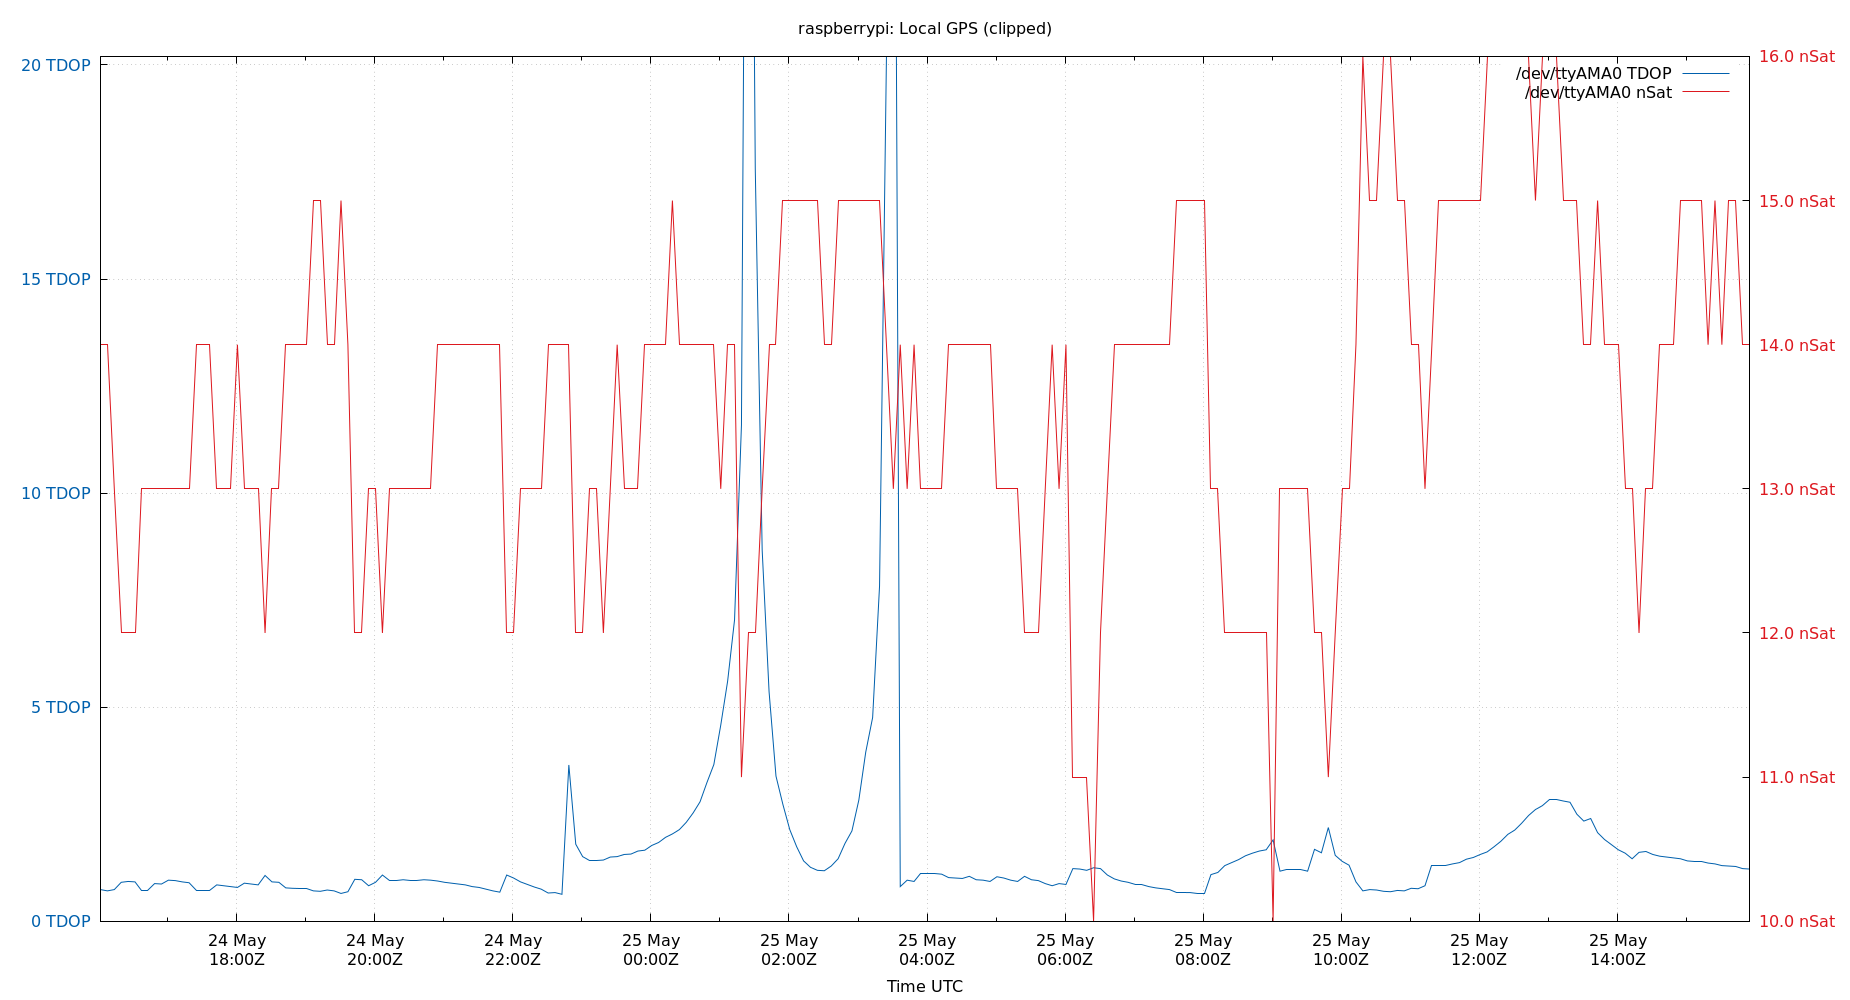 raspberrypi: Local GPS (clipped)
20 TDOP
15 TDOP
10 TDOP
5 TDOP
0 TDOP
16.0 nSat
15.0 nSat
14.0 nSat
13.0 nSat
12.0 nSat
11.0 nSat
10.0 nSat
/dev/ttyAMA0 TDOP
/dev/ttyAMA0 nSat
24 May 24 May 24 May 25 May 25 May 25 May 25 May 25 May 25 May 25 May 25 May
18:00Z 20:00Z 22:00Z 00:00Z 02:00Z 04:00Z 06:00Z 08:00Z 10:00Z 12:00Z 14:00Z
Time UTC